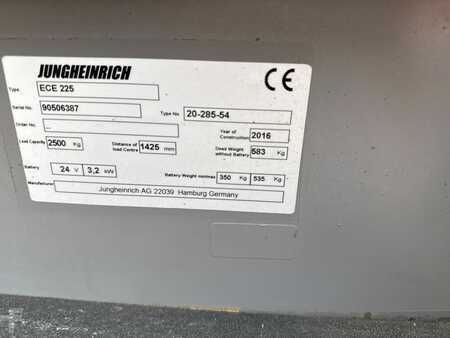 JUNGHEINRICH CE
Type ECE 225
Serial No. 90506387 Type No 20-285-54
Order No. -- Year of Construction 2016
Load Capacity 2500 Kg Distance of load Centre 1425 mm Dead Weight without Battery 583 Kg
Battery 24 V 3,2 kW Battery Weight min/max 350 Kg 535 Kg
Manufacturer Jungheinrich AG 22039 Hamburg Germany